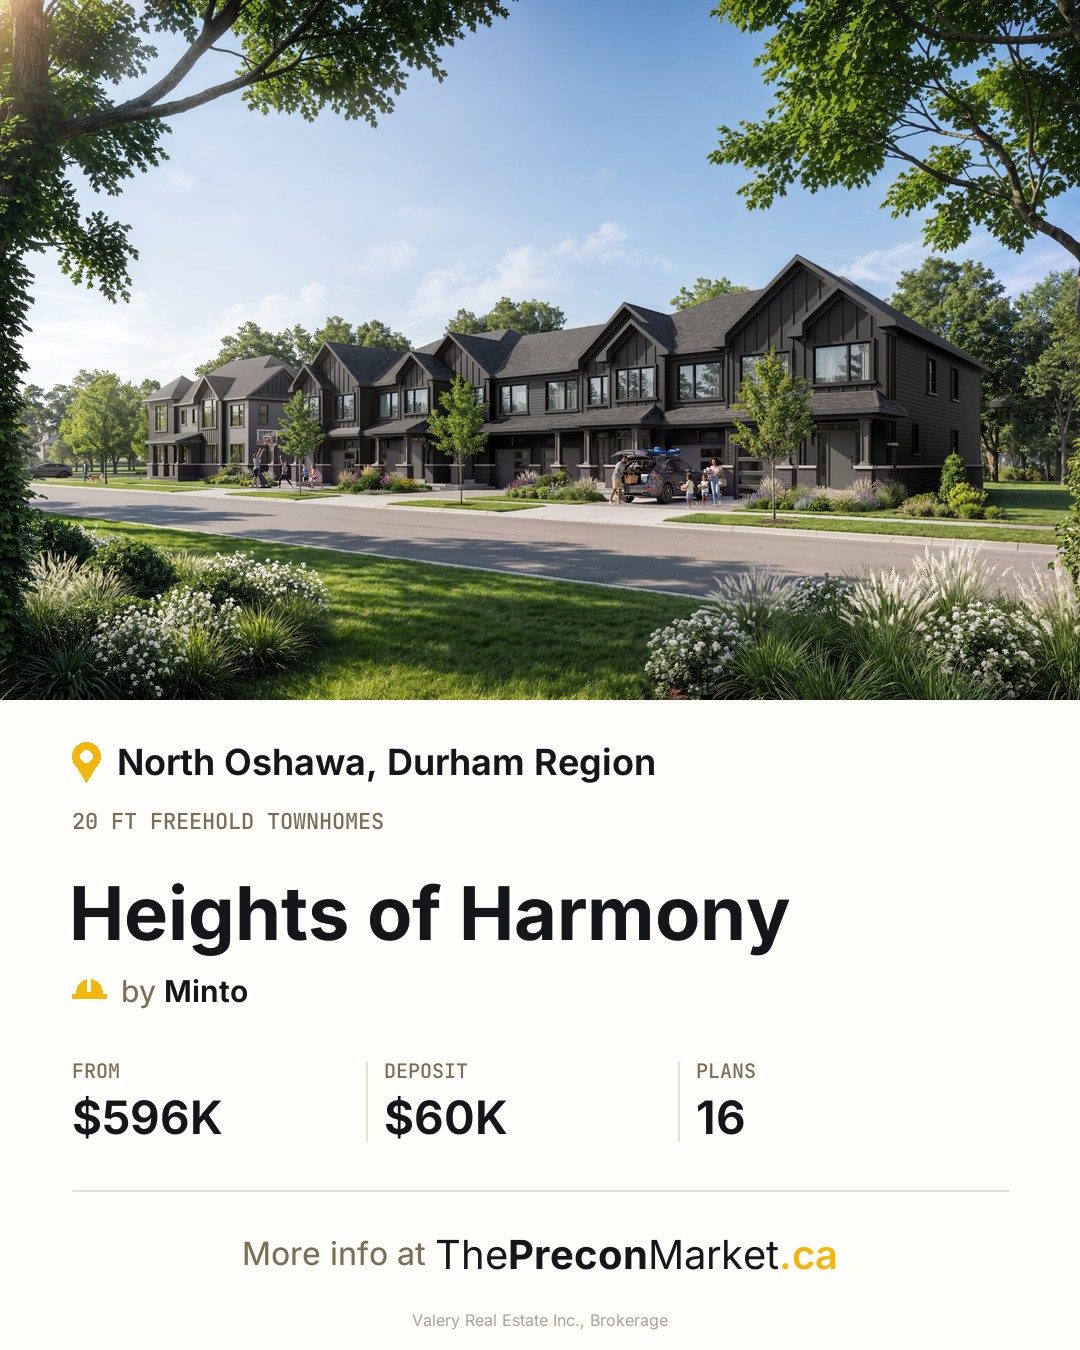 North Oshawa, Durham Region
20 FT FREEHOLD TOWNHOMES
Heights of Harmony
by Minto
FROM
$596K
DEPOSIT
$60K
PLANS
16
More info at ThePreconMarket.ca
Valery Real Estate Inc., Brokerage